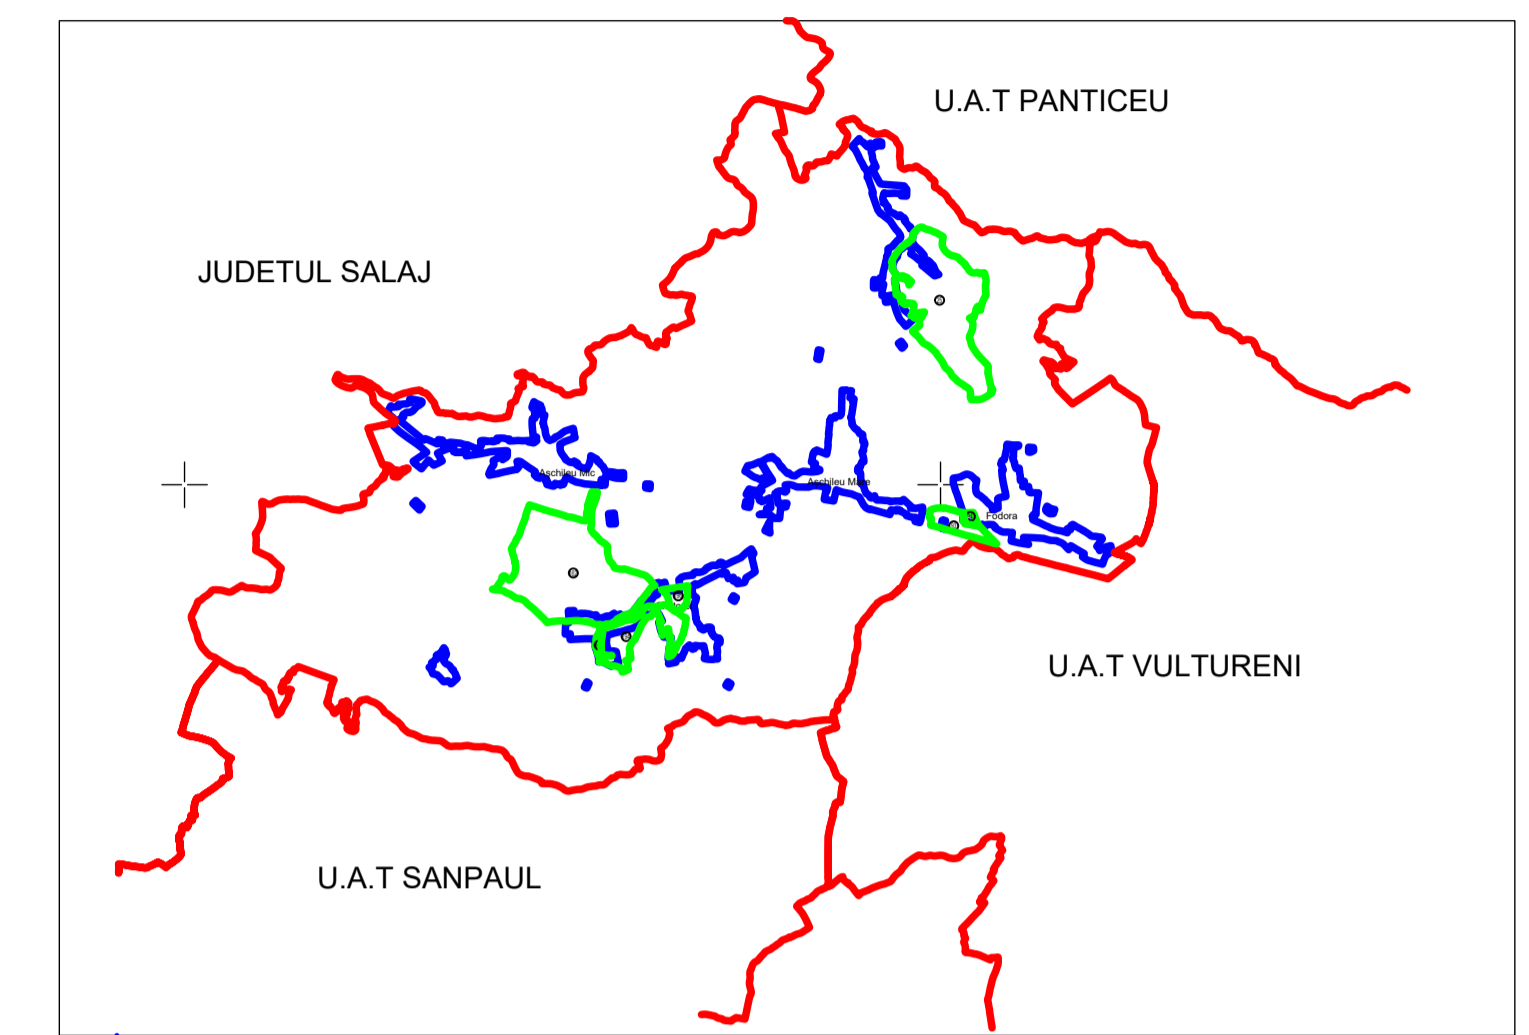 U.A.T PANTICEU
JUDETUL SALAJ
Aschileu Mic
Aschileu Mare
Fodora
U.A.T VULTURENI
U.A.T SANPAUL